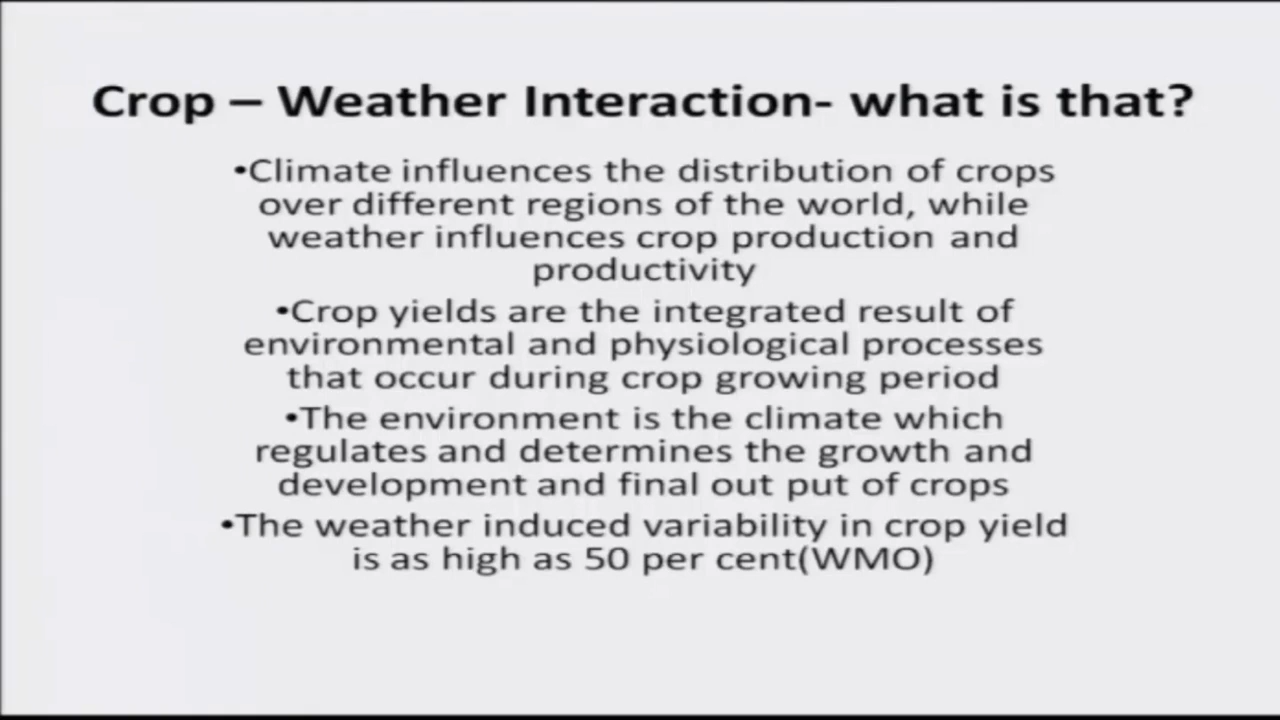 Crop – Weather Interaction- what is that?
•Climate influences the distribution of crops
over different regions of the world, while
weather influences crop production and
productivity
•Crop yields are the integrated result of
environmental and physiological processes
that occur during crop growing period
•The environment is the climate which
regulates and determines the growth and
development and final out put of crops
•The weather induced variability in crop yield
is as high as 50 per cent(WMO)